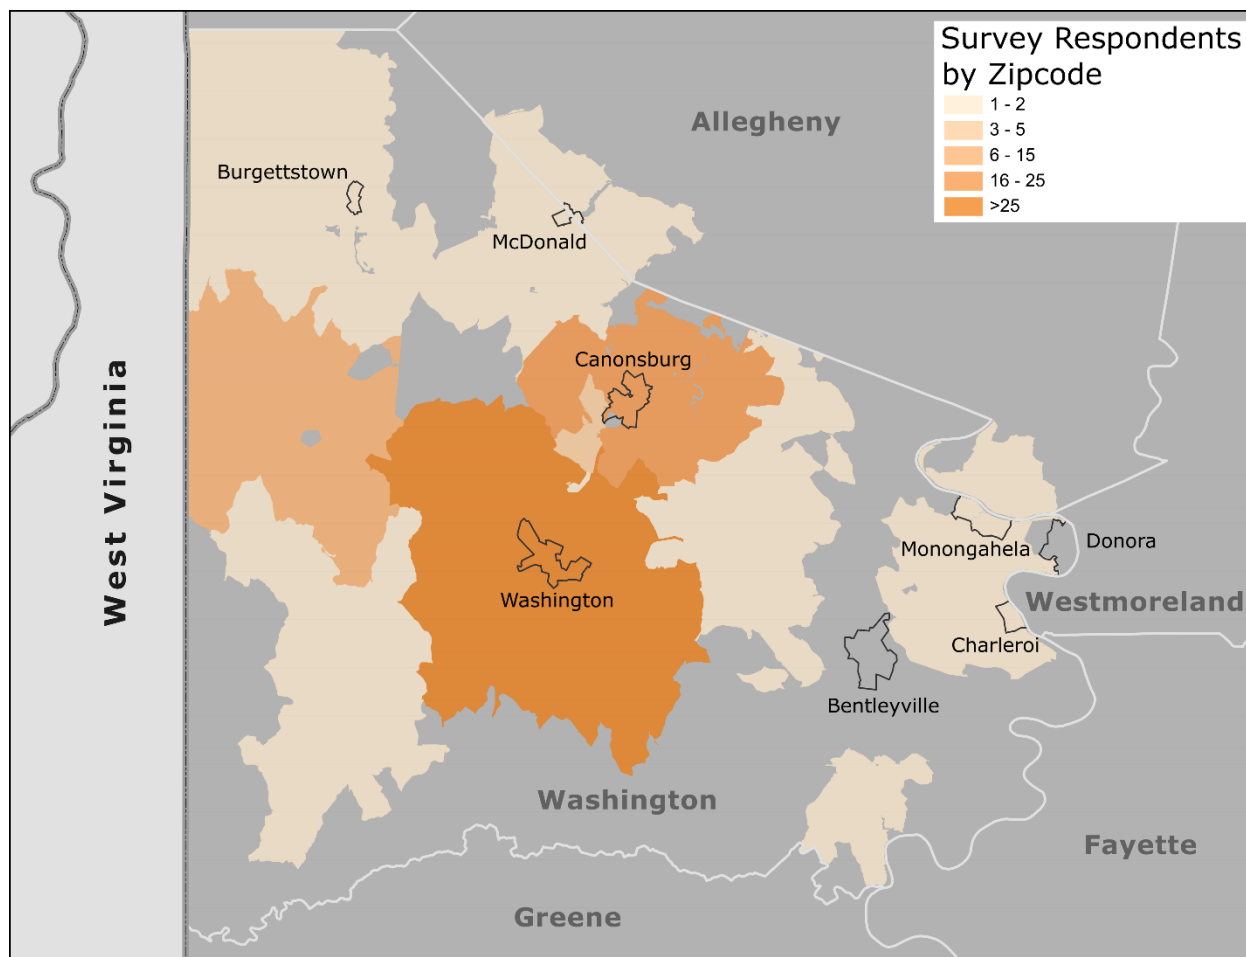 Survey Respondents
by Zipcode
1 - 2
3 - 5
6 - 15
16 - 25
>25
Allegheny
Burgettstown
McDonald
Canonsburg
West Virginia
Monongahela
Donora
Washington
Westmoreland
Charleroi
Bentleyville
Washington
Fayette
Greene